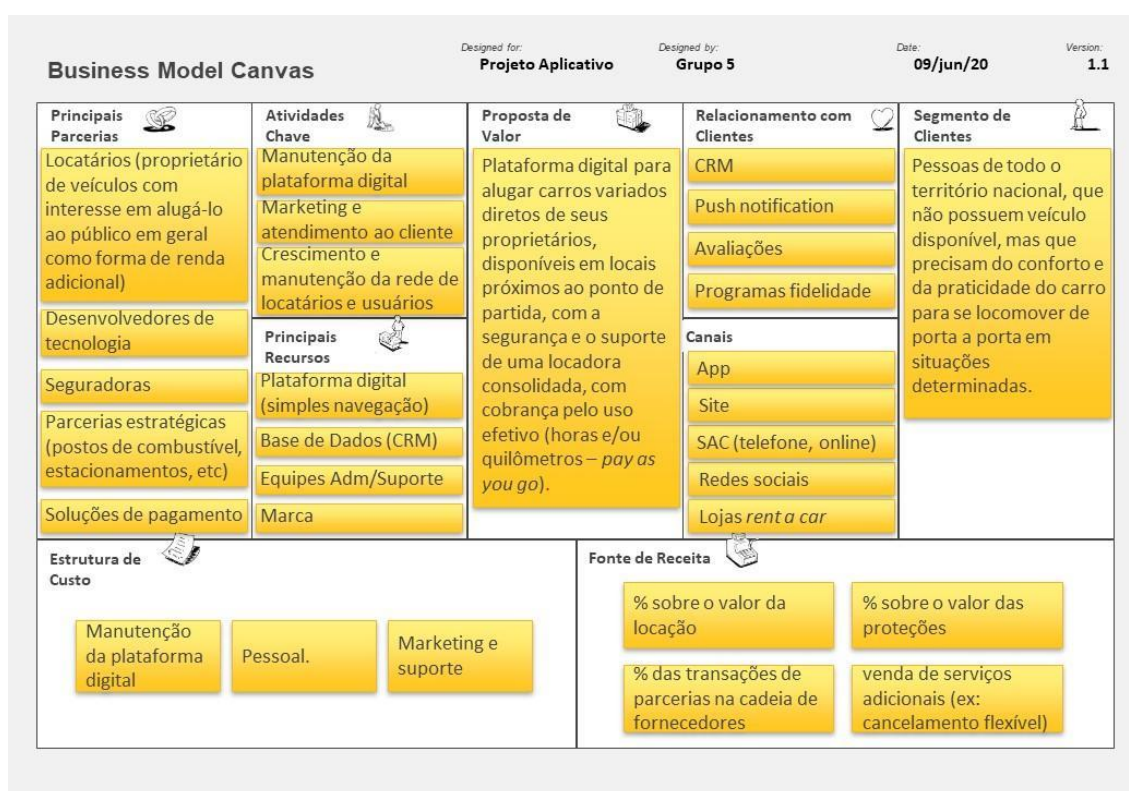 Business Model Canvas
Designed for:
Projeto Aplicativo
Designed by:
Grupo 5
Date:
09/jun/20
Version:
1.1
Principais
Parcerias
Locatários (proprietário
de veículos com
interesse em alugá-lo
ao público em geral
como forma de renda
adicional)
Desenvolvedores de
tecnologia
Seguradoras
Parcerias estratégicas
(postos de combustível,
estacionamentos, etc)
Soluções de pagamento
Atividades
Chave
Manutenção da
plataforma digital
Marketing e
atendimento ao cliente
Crescimento e
manutenção da rede de
locatários e usuários
Principais
Recursos
Plataforma digital
(simples navegação)
Base de Dados (CRM)
Equipes Adm/Suporte
Marca
Proposta de
Valor
Plataforma digital para
alugar carros variados
diretos de seus
proprietários,
disponíveis em locais
próximos ao ponto de
partida, com a
segurança e o suporte
de uma locadora
consolidada, com
cobrança pelo uso
efetivo (horas e/ou
quilômetros – pay as
you go).
Relacionamento com
Clientes
CRM
Push notification
Avaliações
Programas fidelidade
Canais
App
Site
SAC (telefone, online)
Redes sociais
Lojas rent a car
Segmento de
Clientes
Pessoas de todo o
território nacional, que
não possuem veículo
disponível, mas que
precisam do conforto e
da praticidade do carro
para se locomover de
porta a porta em
situações
determinadas.
Estrutura de
Custo
Manutenção
da plataforma
digital
Pessoal.
Marketing e
suporte
Fonte de Receita
% sobre o valor da
locação
% sobre o valor das
proteções
% das transações de
parcerias na cadeia de
fornecedores
venda de serviços
adicionais (ex:
cancelamento flexível)